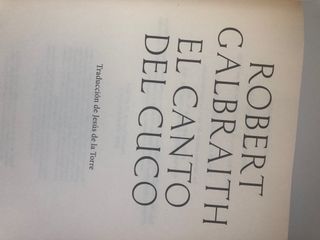 ROBERT
GALBRAITH
EL CANTO
DEL CUCO
Traducción de Jesús de la Torre